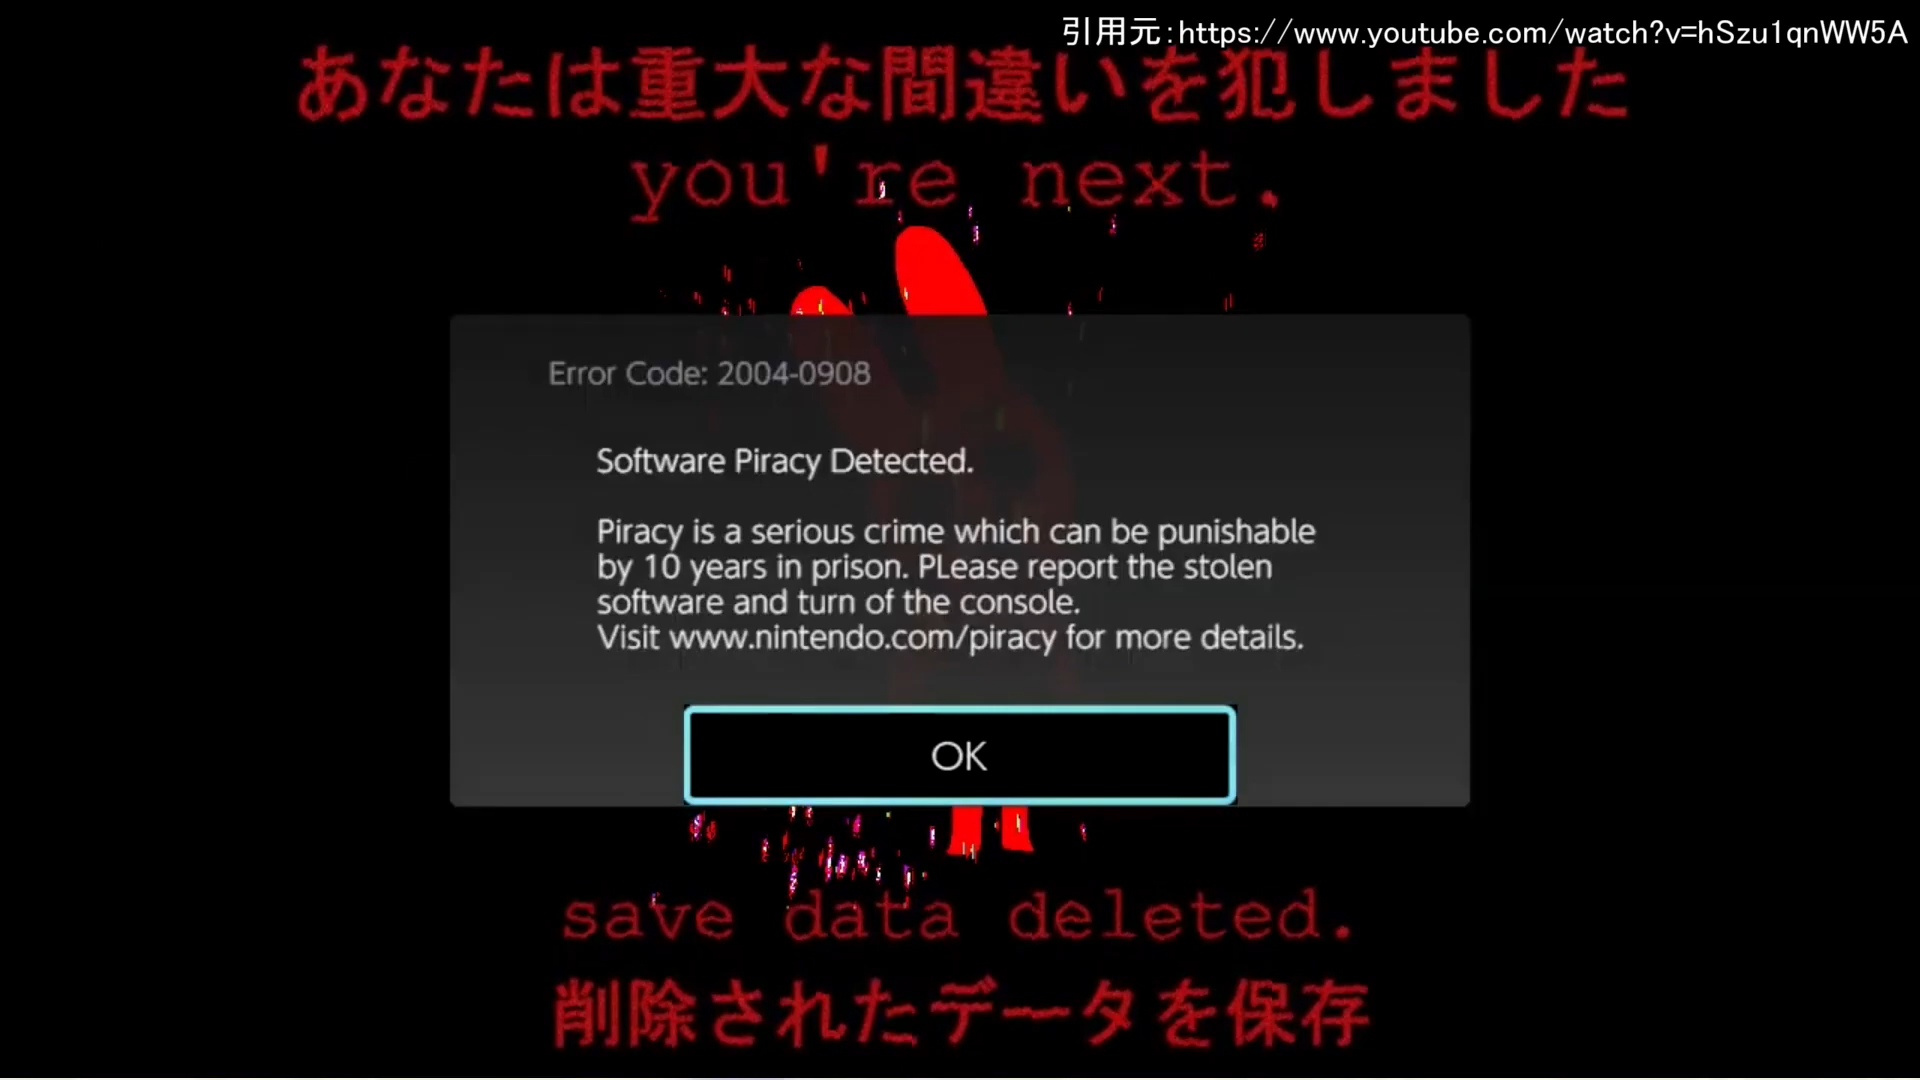 引用元:https://www.youtube.com/watch?v=hSzu1qnWW5A
あなたは重大な間違いを犯しました
you're next.
Error Code: 2004-0908
Software Piracy Detected.
Piracy is a serious crime which can be punishable
by 10 years in prison. PLease report the stolen
software and turn of the console.
Visit www.nintendo.com/piracy for more details.
OK
save data deleted.
削除されたデータを保存